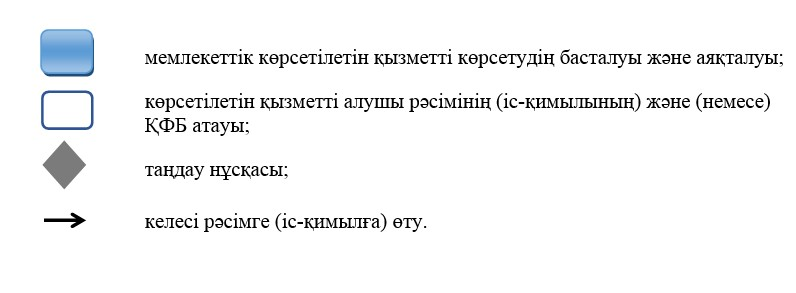 мемлекеттік көрсетілетін қызметті көрсетудің басталуы және аяқталуы;
көрсетілетін қызметті алушы рәсімінің (іс-қимылының) және (немесе)
ҚФБ атауы;
таңдау нұсқасы;
келесі рәсімге (іс-қимылға) өту.